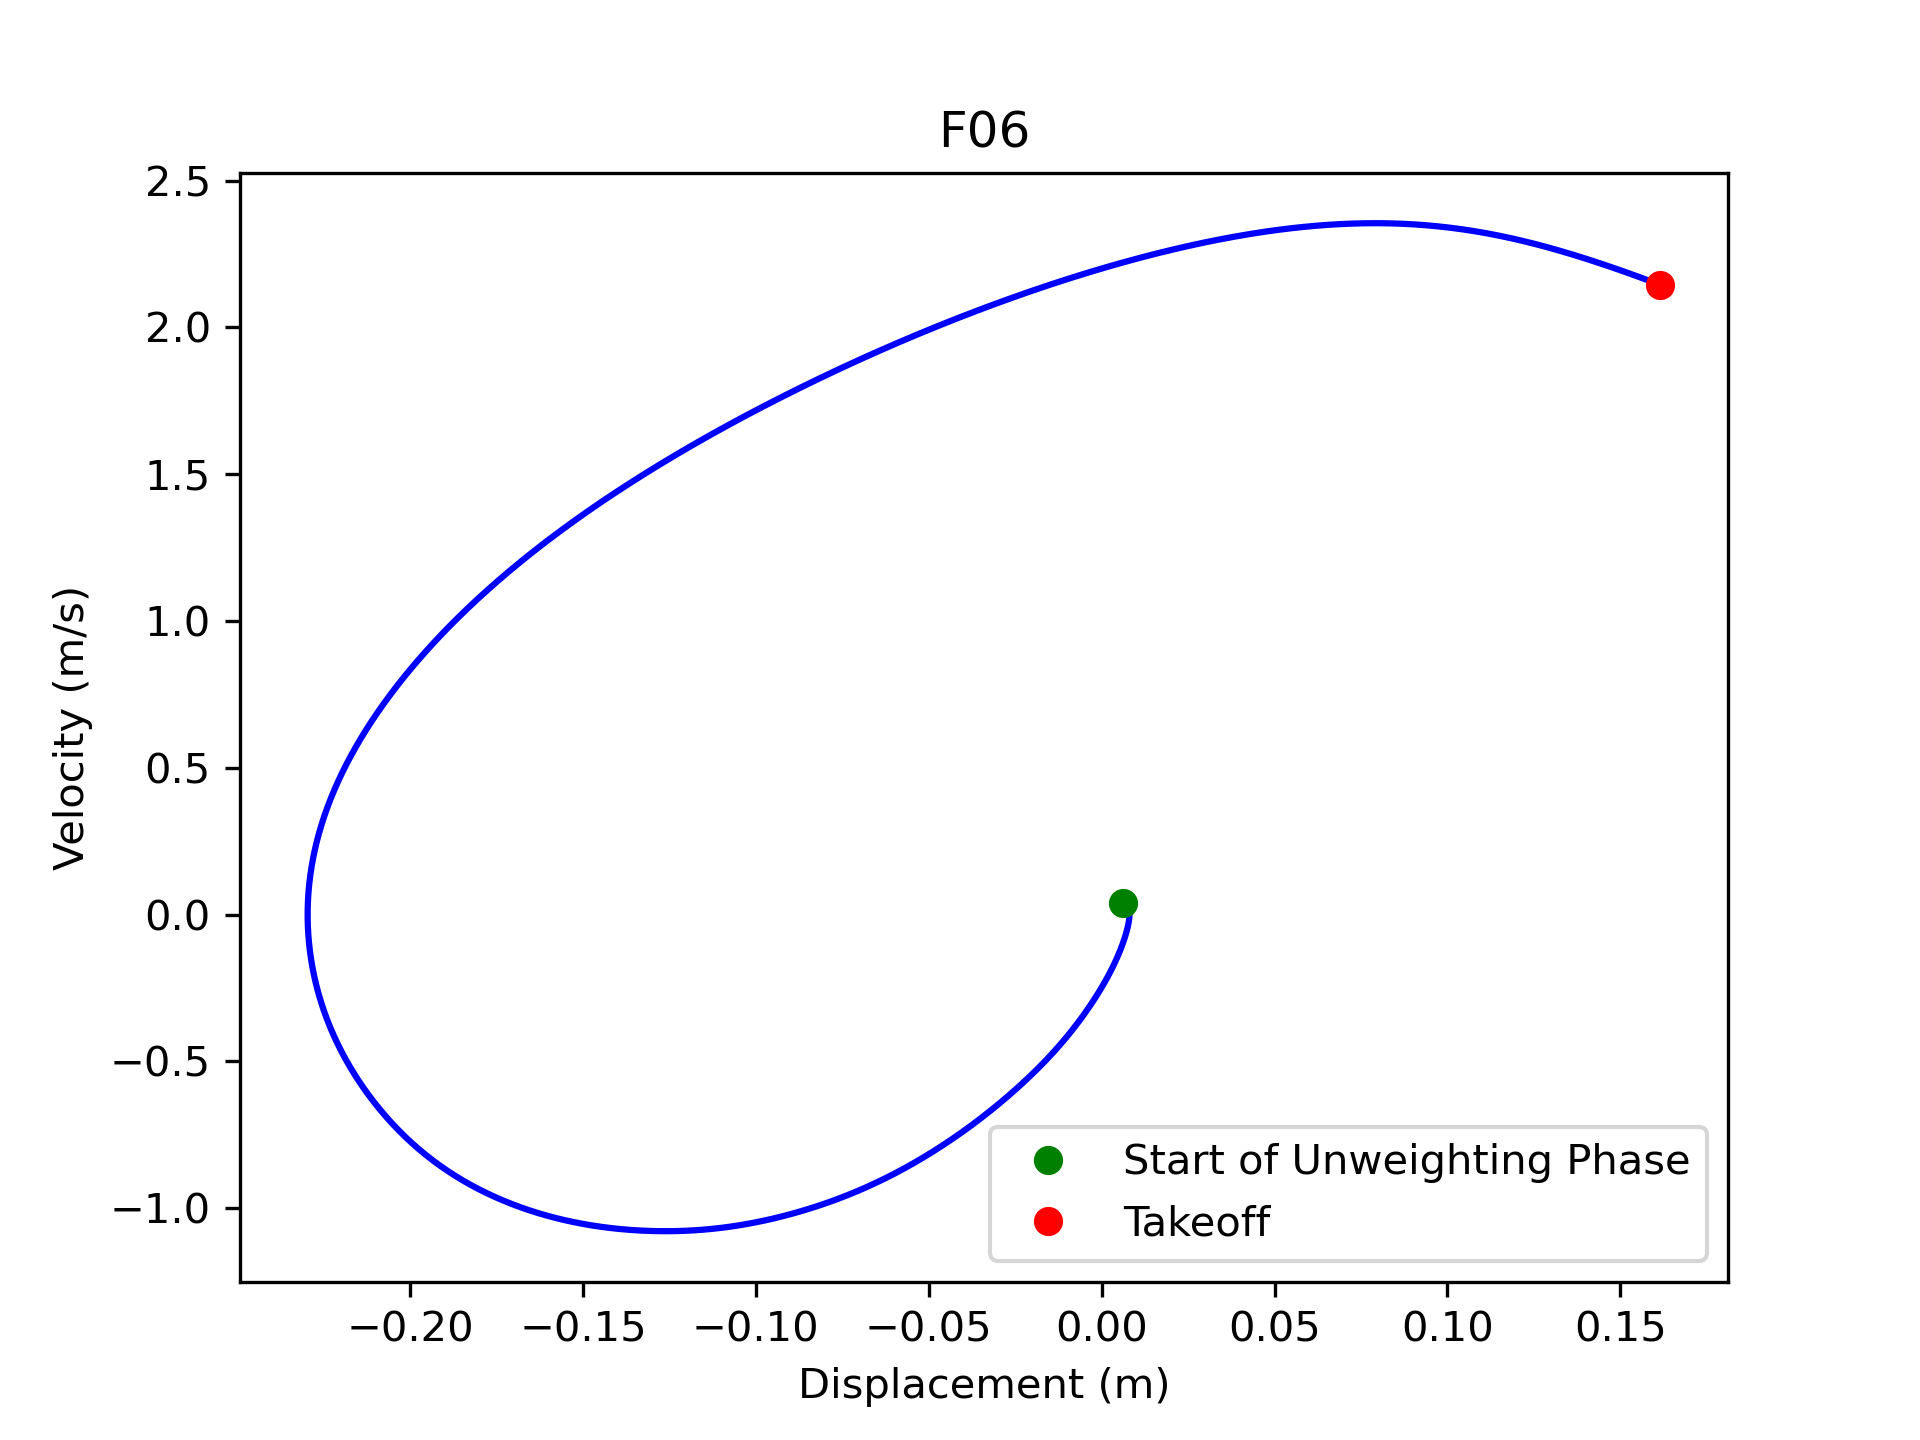 F06
2.5
2.0
1.5
1.0
0.5
0.0
−0.5
−1.0
Velocity (m/s)
Start of Unweighting Phase
Takeoff
−0.20 −0.15 −0.10 −0.05 0.00 0.05 0.10 0.15
Displacement (m)